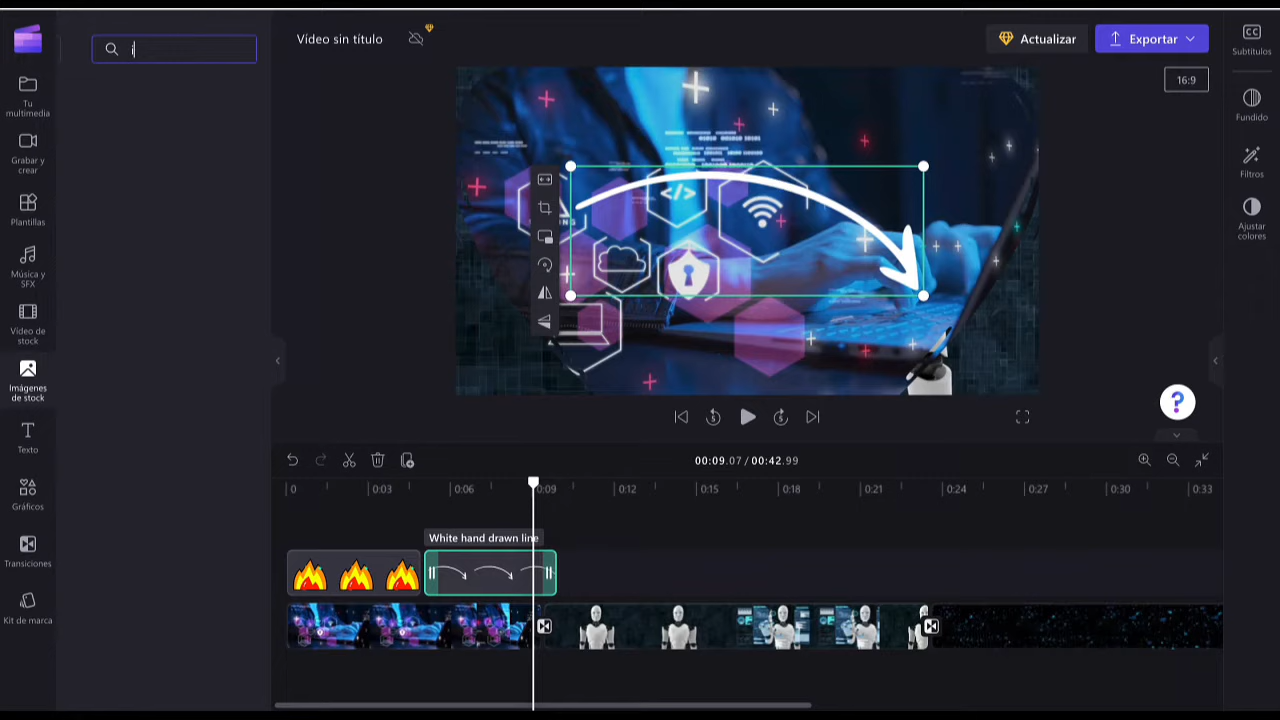 i
Vídeo sin título
Actualizar
Exportar
16:9
Tu
multimedia
Grabar y
crear
Plantillas
Música y
SFX
Vídeo de
stock
Imágenes
de stock
Texto
Gráficos
Transiciones
Kit de marca
CC
Subtítulos
Fundido
Filtros
Ajustar
colores
</>
5
5
?
00:09.07 / 00:42.99
0
0:03
0:06
0:09
0:12
0:15
0:18
0:21
0:24
0:27
0:30
0:33
White hand drawn line